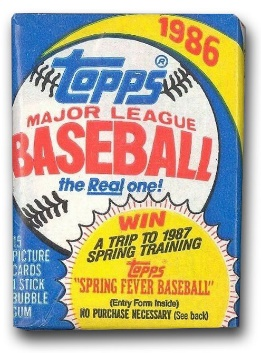 1986
topps®
MAJOR LEAGUE
BASEBALL
the Real one!
15
PICTURE
CARDS
1 STICK
BUBBLE
GUM
WIN
A TRIP TO 1987
SPRING TRAINING
topps
"SPRING FEVER BASEBALL"
(Entry Form Inside)
NO PURCHASE NECESSARY (See back)